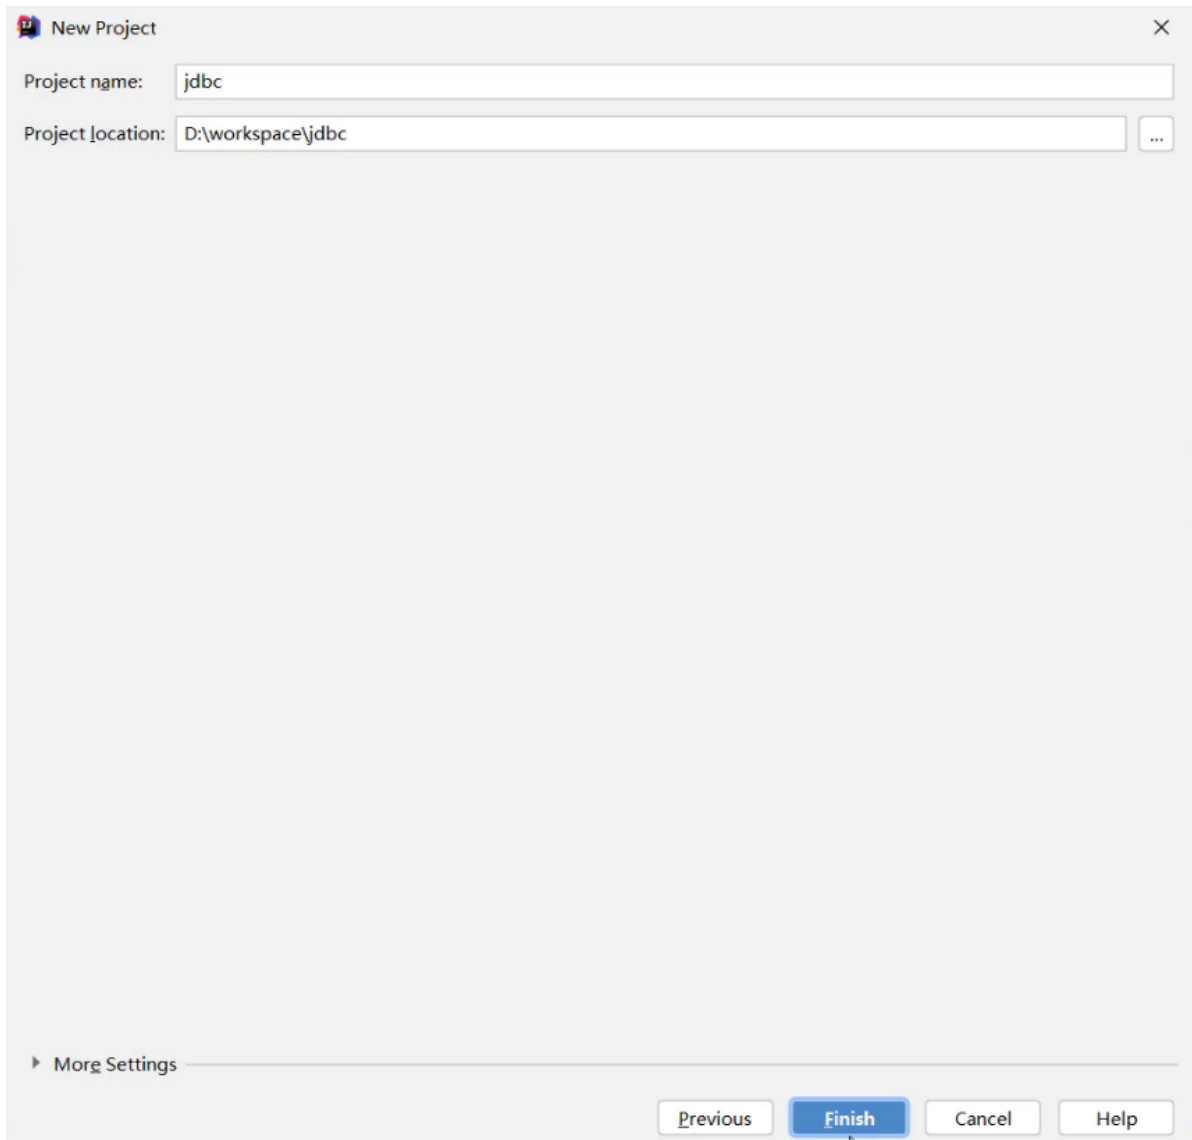 New Project
Project name: jdbc
Project location: D:\workspace\jdbc ...
More Settings
Previous Finish Cancel Help